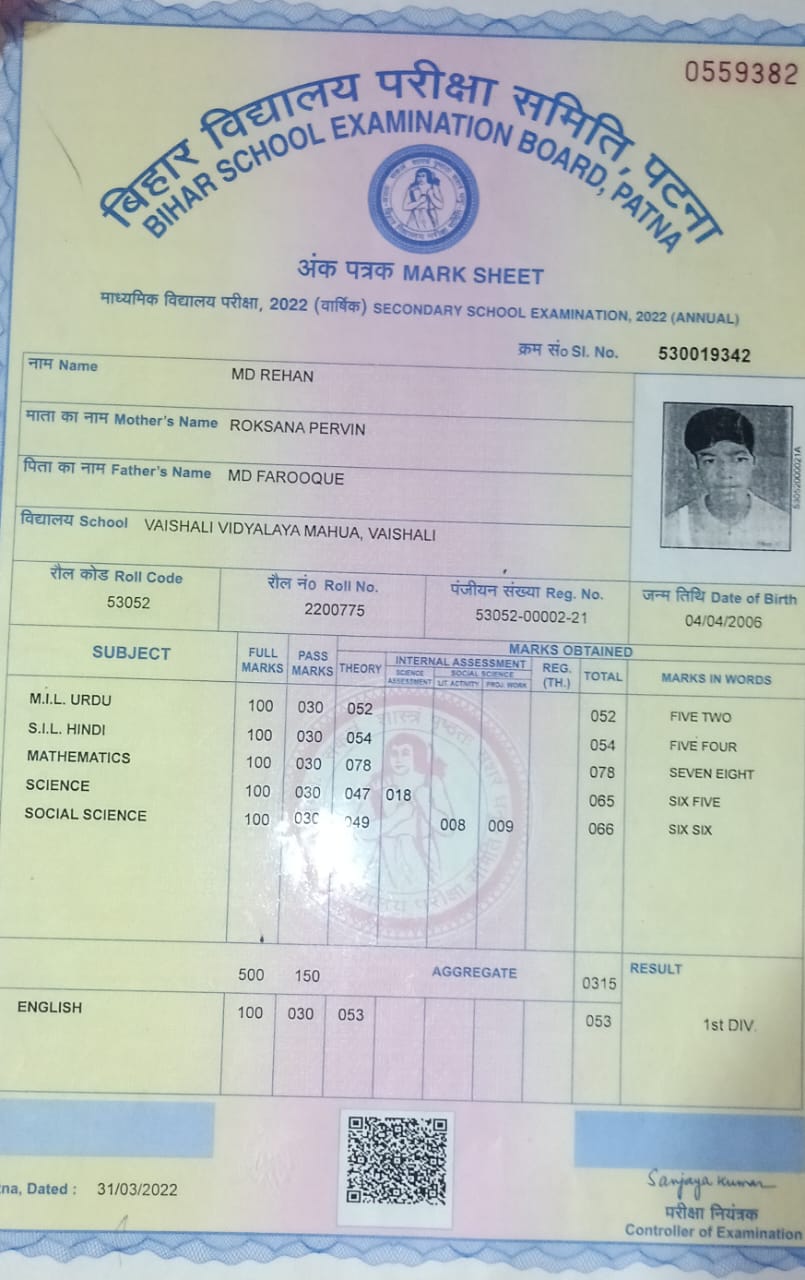 0559382
बिहार विद्यालय परीक्षा समिति, पटना
BIHAR SCHOOL EXAMINATION BOARD, PATNA
अंक पत्रक MARK SHEET
माध्यमिक विद्यालय परीक्षा, 2022 (वार्षिक) SECONDARY SCHOOL EXAMINATION, 2022 (ANNUAL)
क्रम सं० Sl. No. 530019342
नाम Name MD REHAN
माता का नाम Mother's Name ROKSANA PERVIN
पिता का नाम Father's Name MD FAROOQUE
विद्यालय School VAISHALI VIDYALAYA MAHUA, VAISHALI
530520000021A
रौल कोड Roll Code रौल नं० Roll No. पंजीयन संख्या Reg. No. जन्म तिथि Date of Birth
53052 2200775 53052-00002-21 04/04/2006
SUBJECT FULL MARKS PASS MARKS MARKS OBTAINED
THEORY INTERNAL ASSESSMENT REG. (TH.) TOTAL MARKS IN WORDS
SCIENCE ASSESSMENT SOCIAL SCIENCE
LIT. ACTIVITY PROJ. WORK
M.I.L. URDU 100 030 052 052 FIVE TWO
S.I.L. HINDI 100 030 054 054 FIVE FOUR
MATHEMATICS 100 030 078 078 SEVEN EIGHT
SCIENCE 100 030 047 018 065 SIX FIVE
SOCIAL SCIENCE 100 030 049 008 009 066 SIX SIX
500 150 AGGREGATE 0315 RESULT
ENGLISH 100 030 053 053 1st DIV.
na, Dated : 31/03/2022
Sanjaya Kumar
परीक्षा नियंत्रक
Controller of Examination